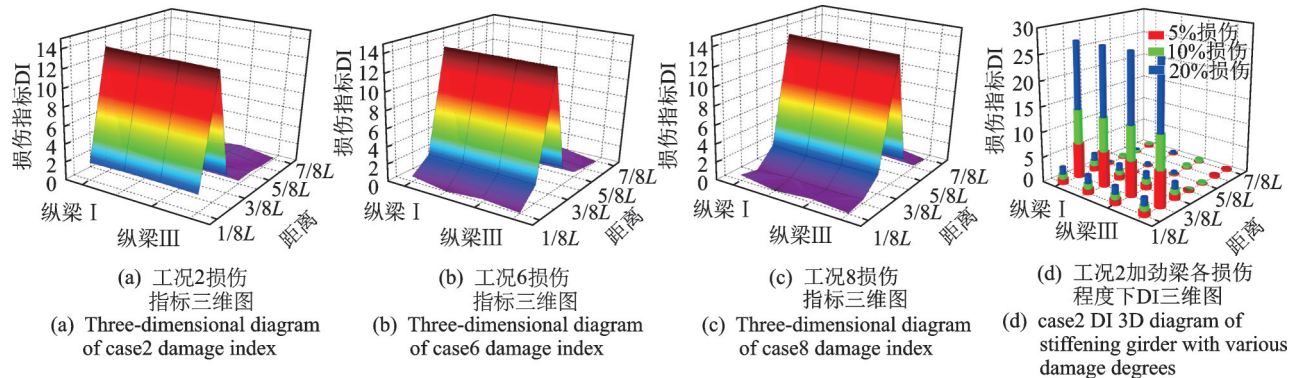 损伤指标DI
14
12
10
8
6
4
2
0
纵梁Ⅰ
纵梁Ⅲ
1/8L
3/8L
5/8L
7/8L
距离
(a) 工况2损伤
指标三维图
(a) Three-dimensional diagram
of case2 damage index
损伤指标DI
14
12
10
8
6
4
2
0
纵梁Ⅰ
纵梁Ⅲ
1/8L
3/8L
5/8L
7/8L
距离
(b) 工况6损伤
指标三维图
(b) Three-dimensional diagram
of case6 damage index
损伤指标DI
14
12
10
8
6
4
2
0
纵梁Ⅰ
纵梁Ⅲ
1/8L
3/8L
5/8L
7/8L
距离
(c) 工况8损伤
指标三维图
(c) Three-dimensional diagram
of case8 damage index
损伤指标DI
30
25
20
15
10
5
0
5%损伤
10%损伤
20%损伤
纵梁Ⅰ
纵梁Ⅲ
1/8L
3/8L
5/8L
7/8L
距离
(d) 工况2加劲梁各损伤
程度下DI三维图
(d) case2 DI 3D diagram of
stiffening girder with various
damage degrees